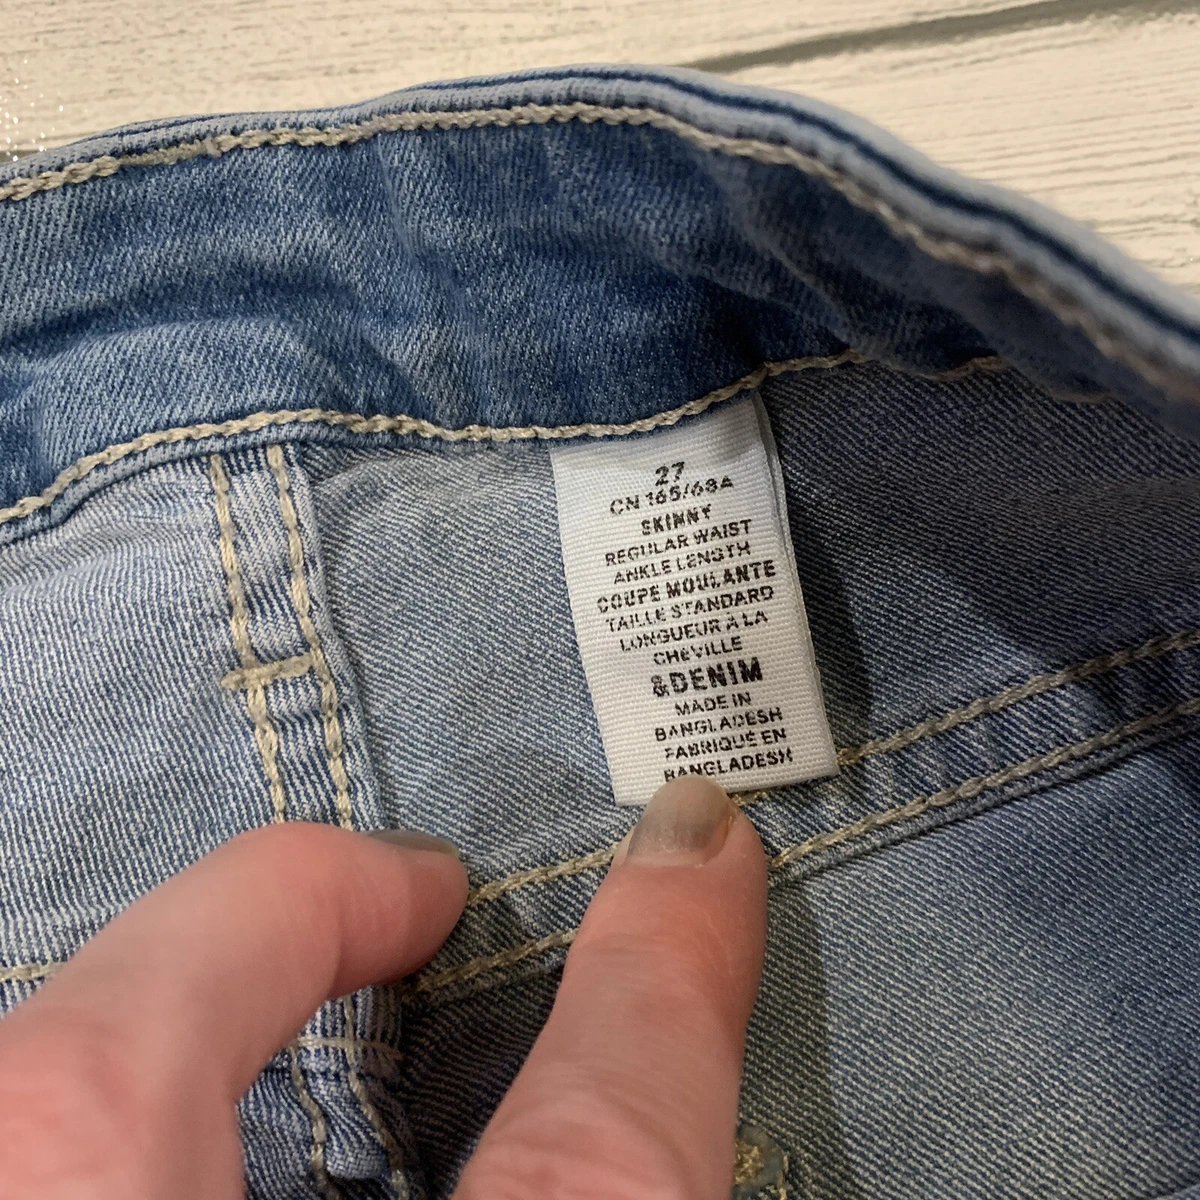 27
CN 165/68A
SKINNY
REGULAR WAIST
ANKLE LENGTH
COUPE MOULANTE
TAILLE STANDARD
LONGUEUR À LA
CHEVILLE
&DENIM
MADE IN
BANGLADESH
FABRIQUÉ EN
BANGLADESH